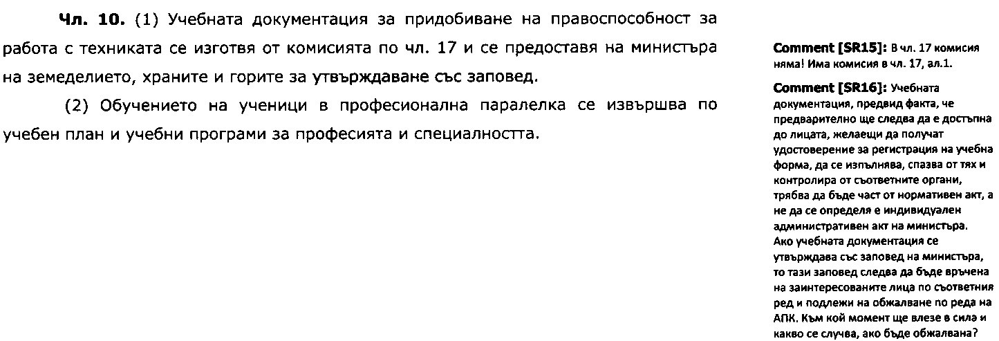 Чл. 10. (1) Учебната документация за придобиване на правоспособност за
работа с техниката се изготвя от комисията по чл. 17 и се предоставя на министъра
на земеделието, храните и горите за утвърждаване със заповед.
(2) Обучението на ученици в професионална паралелка се извършва по
учебен план и учебни програми за професията и специалността.
Comment [SR15]: В чл. 17 комисия
няма! Има комисия в чл. 17, ал.1.
Comment [SR16]: Учебната
документация, предвид факта, че
предварително ще следва да е достъпна
до лицата, желаещи да получат
удостоверение за регистрация на учебна
форма, да се изпълнява, спазва от тях и
контролира от съответните органи,
трябва да бъде част от нормативен акт, а
не да се определя е индивидуален
административен акт на министъра.
Ако учебната документация се
утвърждава със заповед на министъра,
то тази заповед следва да бъде връчена
на заинтересованите лица по съответния
ред и подлежи на обжалване по реда на
АПК. Към кой момент ще влезе в сила и
какво се случва, ако бъде обжалвана?